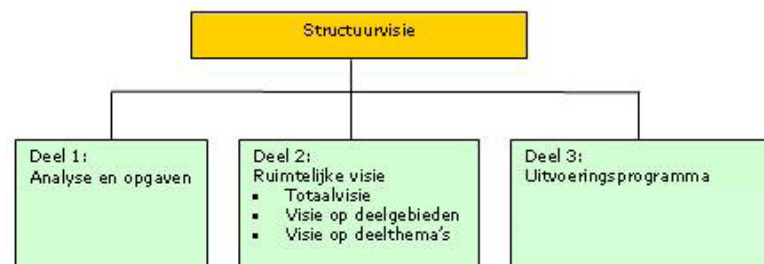 Structuurvisie
Deel 1:
Analyse en opgaven
Deel 2:
Ruimtelijke visie
▪ Totaalvisie
▪ Visie op deelgebieden
▪ Visie op deelthema's
Deel 3:
Uitvoeringsprogramma